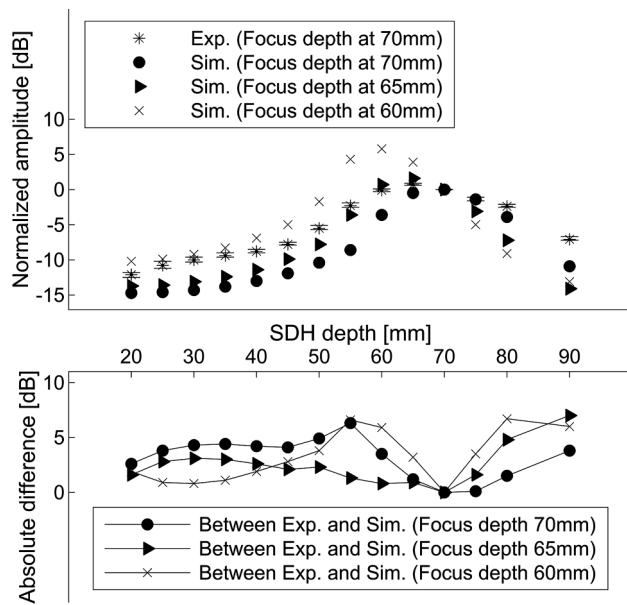 Exp. (Focus depth at 70mm)
Sim. (Focus depth at 70mm)
Sim. (Focus depth at 65mm)
Sim. (Focus depth at 60mm)
Normalized amplitude [dB]
10
5
0
-5
-10
-15
SDH depth [mm]
20 30 40 50 60 70 80 90
Absolute difference [dB]
10
5
0
Between Exp. and Sim. (Focus depth 70mm)
Between Exp. and Sim. (Focus depth 65mm)
Between Exp. and Sim. (Focus depth 60mm)